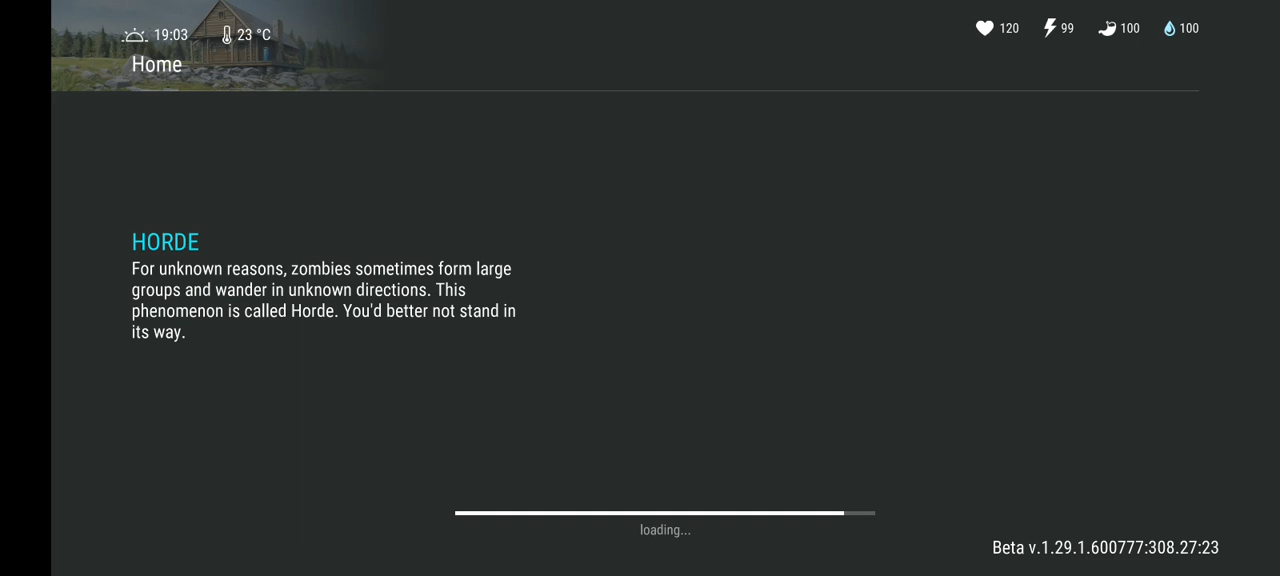 19:03 23 °C
Home
120 99 100 100
HORDE
For unknown reasons, zombies sometimes form large
groups and wander in unknown directions. This
phenomenon is called Horde. You'd better not stand in
its way.
loading...
Beta v.1.29.1.600777:308.27:23